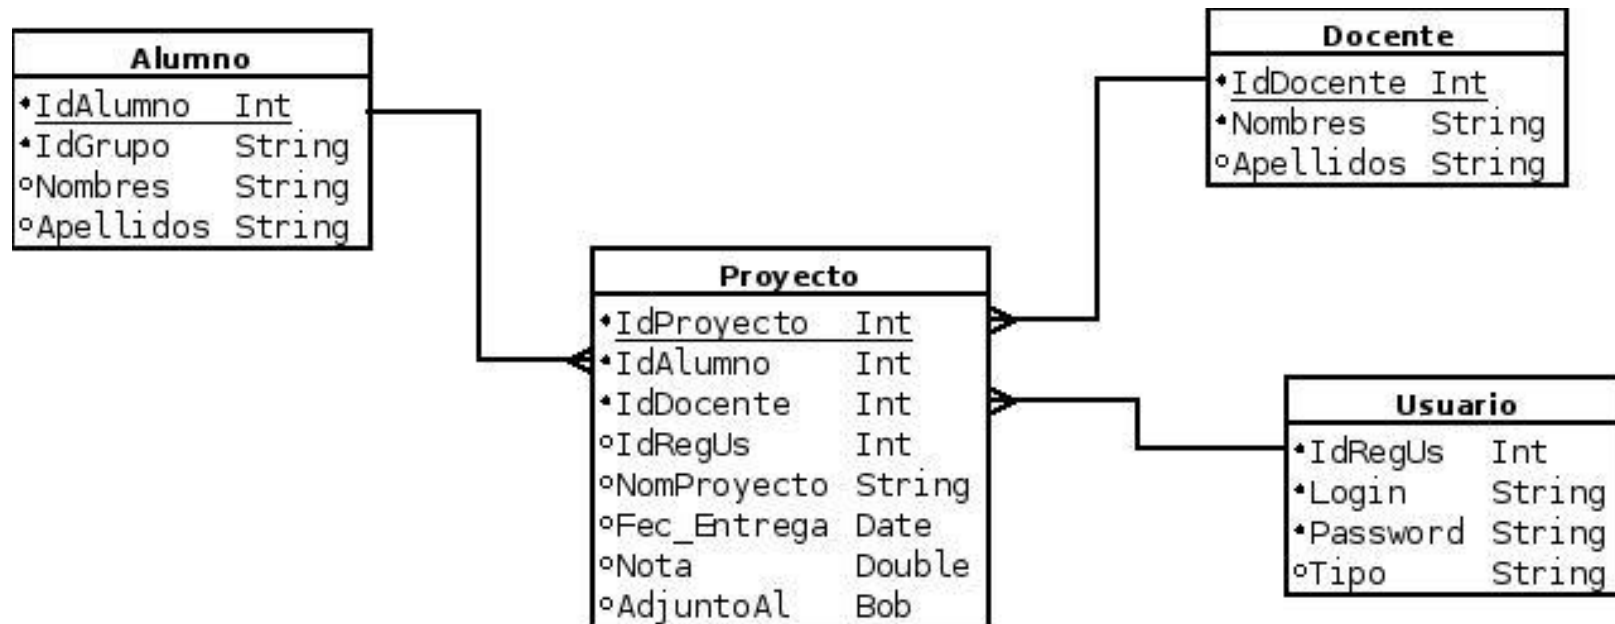 Alumno
IdAlumno Int
IdGrupo String
Nombres String
Apellidos String
Docente
IdDocente Int
Nombres String
Apellidos String
Proyecto
IdProyecto Int
IdAlumno Int
IdDocente Int
IdRegUs Int
NomProyecto String
Fec_Entrega Date
Nota Double
AdjuntoAl Bob
Usuario
IdRegUs Int
Login String
Password String
Tipo String